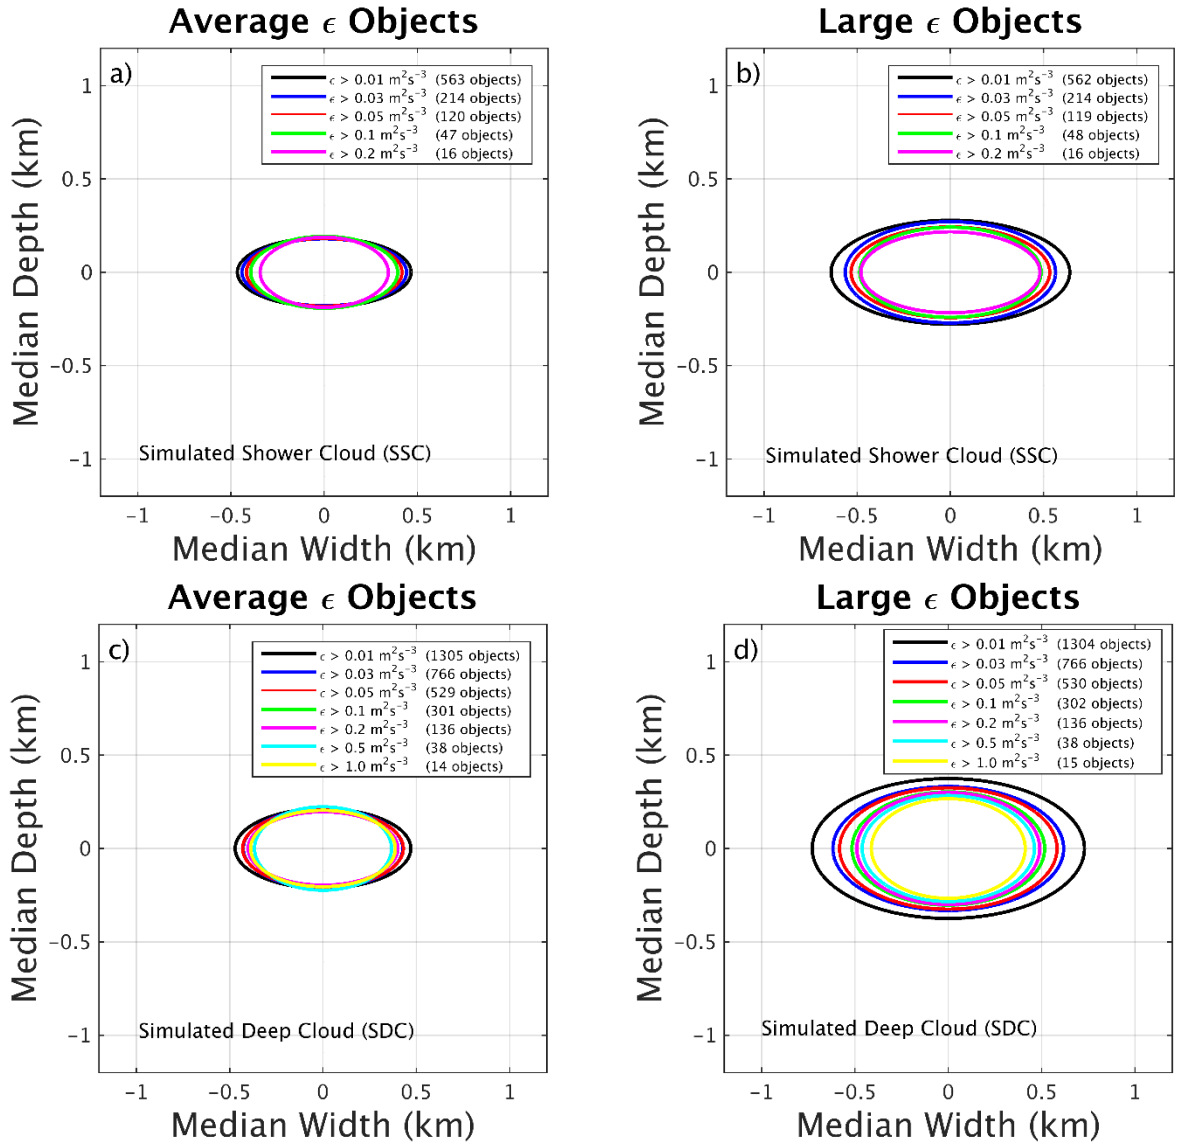 Average ϵ Objects
a)
ϵ > 0.01 m²s⁻³ (563 objects)
ϵ > 0.03 m²s⁻³ (214 objects)
ϵ > 0.05 m²s⁻³ (120 objects)
ϵ > 0.1 m²s⁻³ (47 objects)
ϵ > 0.2 m²s⁻³ (16 objects)
1
0.5
0
−0.5
−1
Median Depth (km)
Simulated Shower Cloud (SSC)
−1 −0.5 0 0.5 1
Median Width (km)
Large ϵ Objects
b)
ϵ > 0.01 m²s⁻³ (562 objects)
ϵ > 0.03 m²s⁻³ (214 objects)
ϵ > 0.05 m²s⁻³ (119 objects)
ϵ > 0.1 m²s⁻³ (48 objects)
ϵ > 0.2 m²s⁻³ (16 objects)
1
0.5
0
−0.5
−1
Median Depth (km)
Simulated Shower Cloud (SSC)
−1 −0.5 0 0.5 1
Median Width (km)
Average ϵ Objects
c)
ϵ > 0.01 m²s⁻³ (1305 objects)
ϵ > 0.03 m²s⁻³ (766 objects)
ϵ > 0.05 m²s⁻³ (529 objects)
ϵ > 0.1 m²s⁻³ (301 objects)
ϵ > 0.2 m²s⁻³ (136 objects)
ϵ > 0.5 m²s⁻³ (38 objects)
ϵ > 1.0 m²s⁻³ (14 objects)
1
0.5
0
−0.5
−1
Median Depth (km)
Simulated Deep Cloud (SDC)
−1 −0.5 0 0.5 1
Median Width (km)
Large ϵ Objects
d)
ϵ > 0.01 m²s⁻³ (1304 objects)
ϵ > 0.03 m²s⁻³ (766 objects)
ϵ > 0.05 m²s⁻³ (530 objects)
ϵ > 0.1 m²s⁻³ (302 objects)
ϵ > 0.2 m²s⁻³ (136 objects)
ϵ > 0.5 m²s⁻³ (38 objects)
ϵ > 1.0 m²s⁻³ (15 objects)
1
0.5
0
−0.5
−1
Median Depth (km)
Simulated Deep Cloud (SDC)
−1 −0.5 0 0.5 1
Median Width (km)